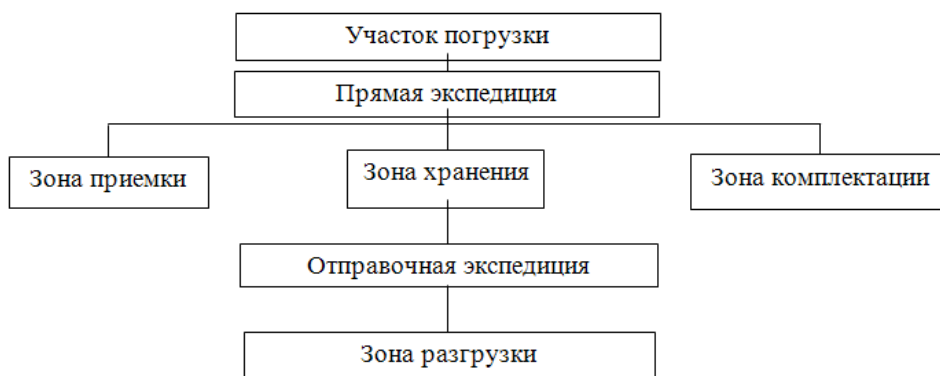 Участок погрузки
Прямая экспедиция
Зона приемки
Зона хранения
Зона комплектации
Отправочная экспедиция
Зона разгрузки